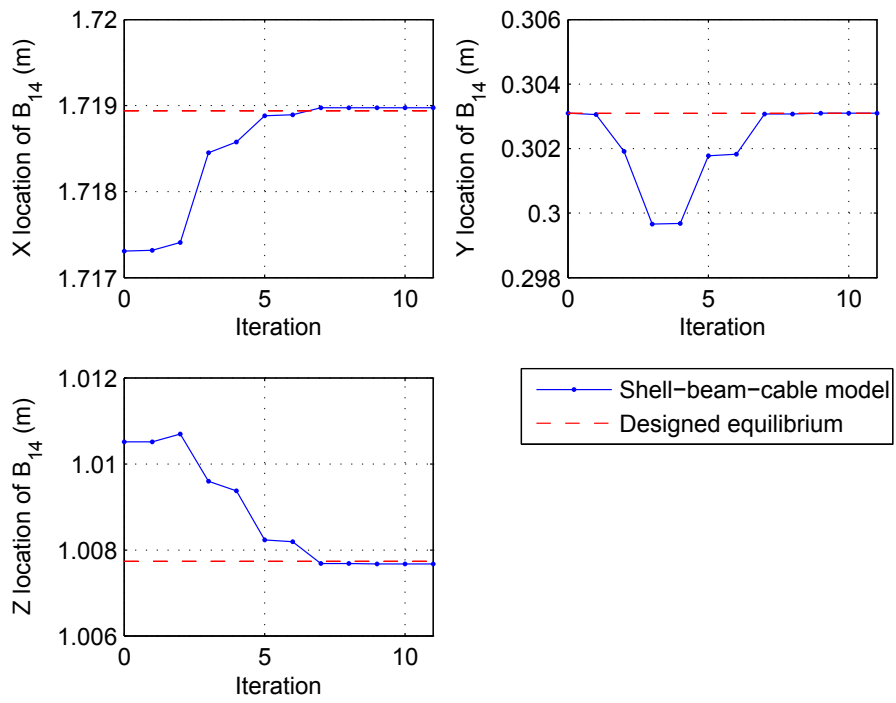 1.72
1.719
1.718
1.717
X location of B14 (m)
0
5
10
Iteration
0.306
0.304
0.302
0.3
0.298
Y location of B14 (m)
0
5
10
Iteration
1.012
1.01
1.008
1.006
Z location of B14 (m)
0
5
10
Iteration
Shell−beam−cable model
Designed equilibrium